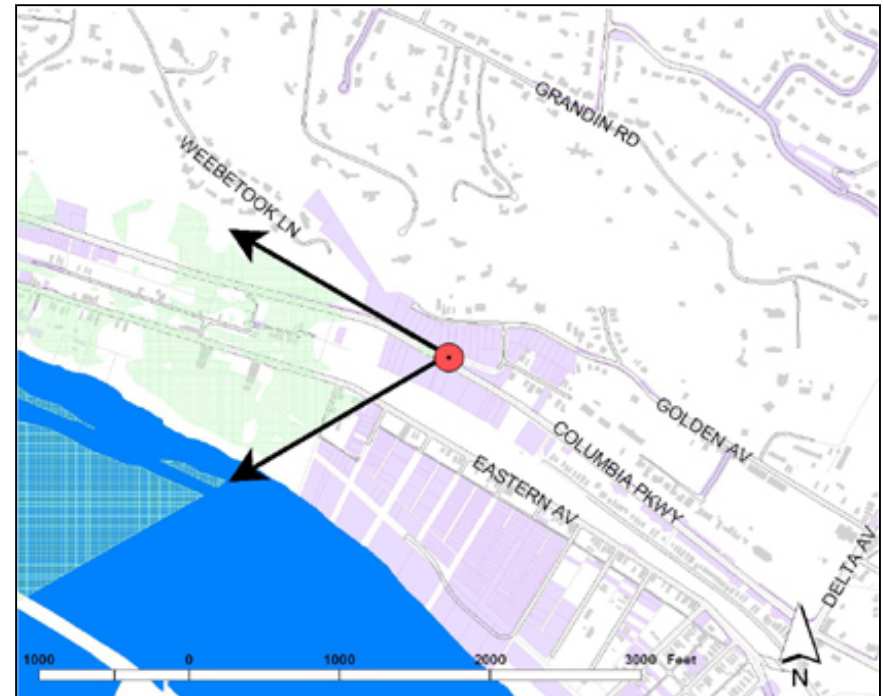 GRANDIN RD
WEEBETOOK LN
GOLDEN AV
COLUMBIA PKWY
EASTERN AV
DELTA AV
1000 0 1000 2000 3000 Feet
N